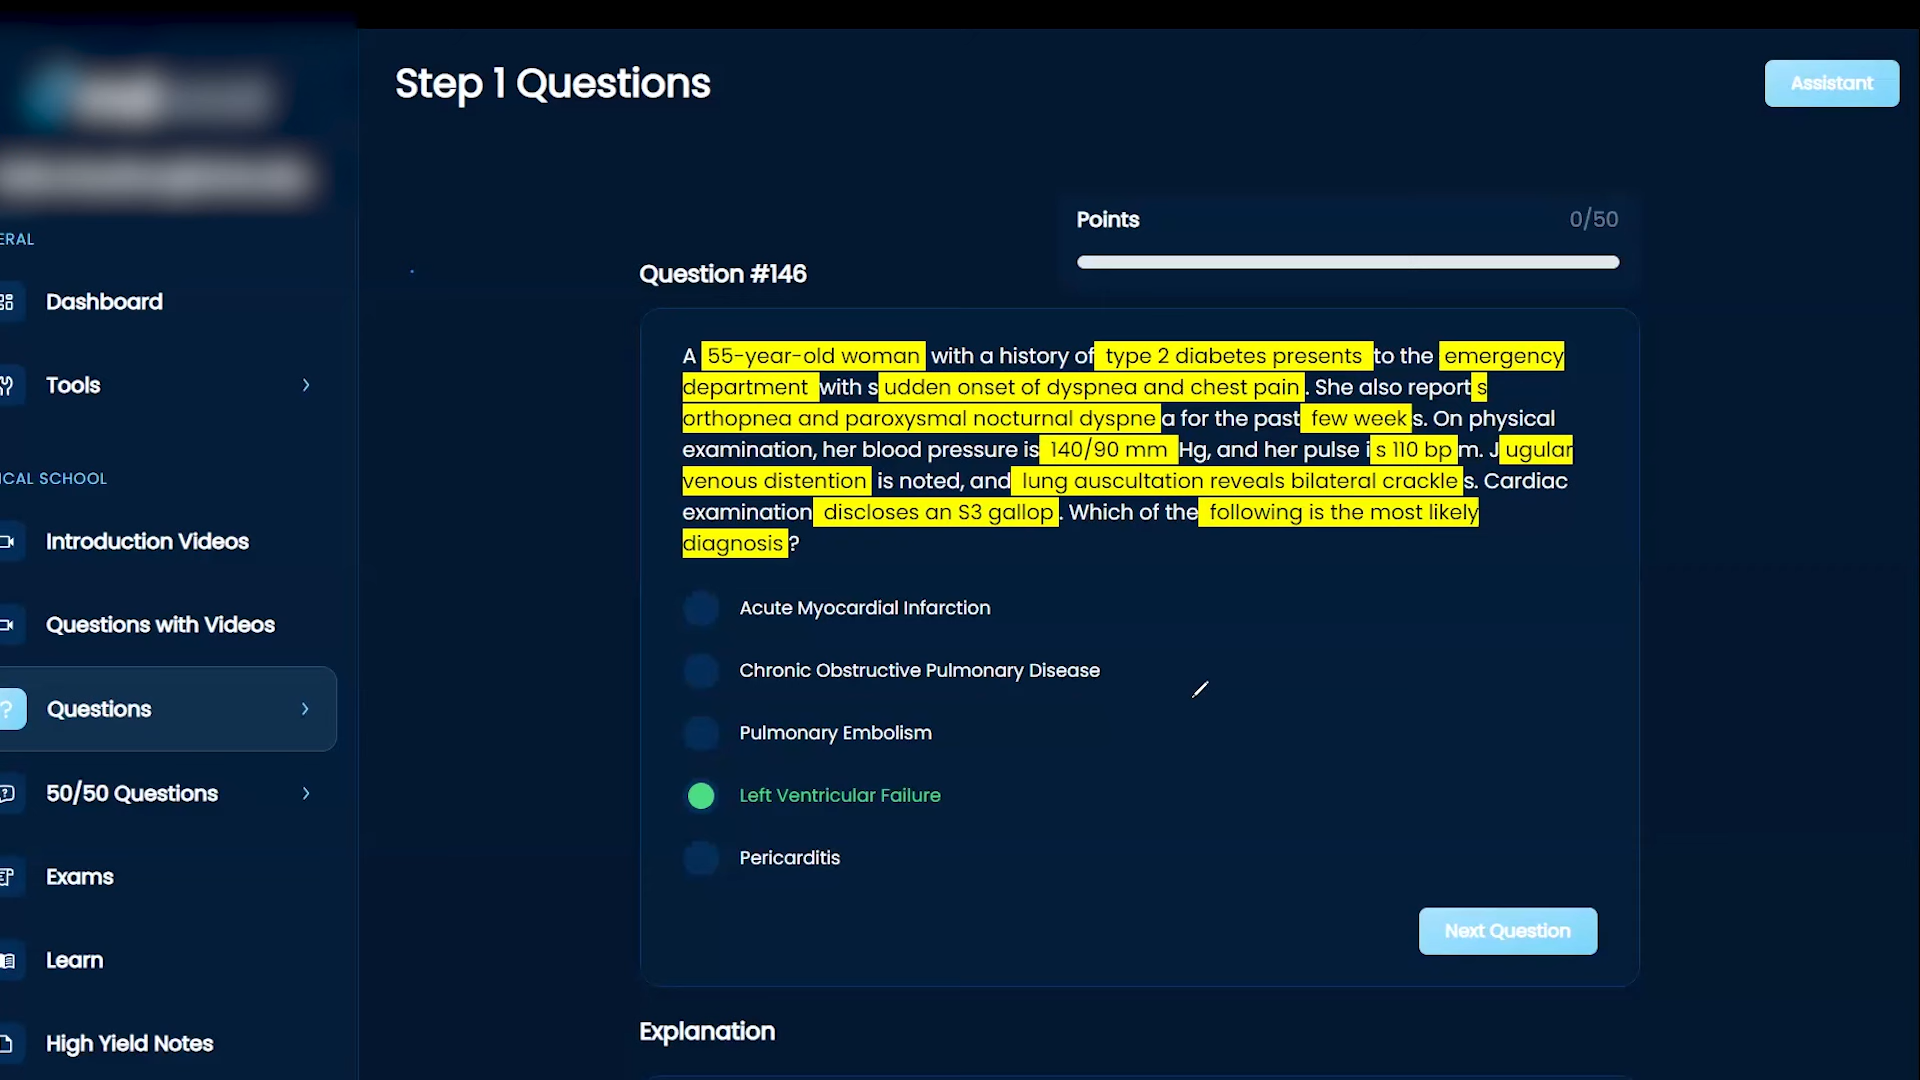 Step 1 Questions
Assistant
Points
0/50
Question #146
ERAL
Dashboard
Tools
ICAL SCHOOL
Introduction Videos
Questions with Videos
Questions
50/50 Questions
Exams
Learn
High Yield Notes
A 55-year-old woman with a history of type 2 diabetes presents to the emergency
department with sudden onset of dyspnea and chest pain. She also reports
orthopnea and paroxysmal nocturnal dyspnea for the past few weeks. On physical
examination, her blood pressure is 140/90 mm Hg, and her pulse is 110 bpm. Jugular
venous distention is noted, and lung auscultation reveals bilateral crackles. Cardiac
examination discloses an S3 gallop. Which of the following is the most likely
diagnosis?
Acute Myocardial Infarction
Chronic Obstructive Pulmonary Disease
Pulmonary Embolism
Left Ventricular Failure
Pericarditis
Next Question
Explanation